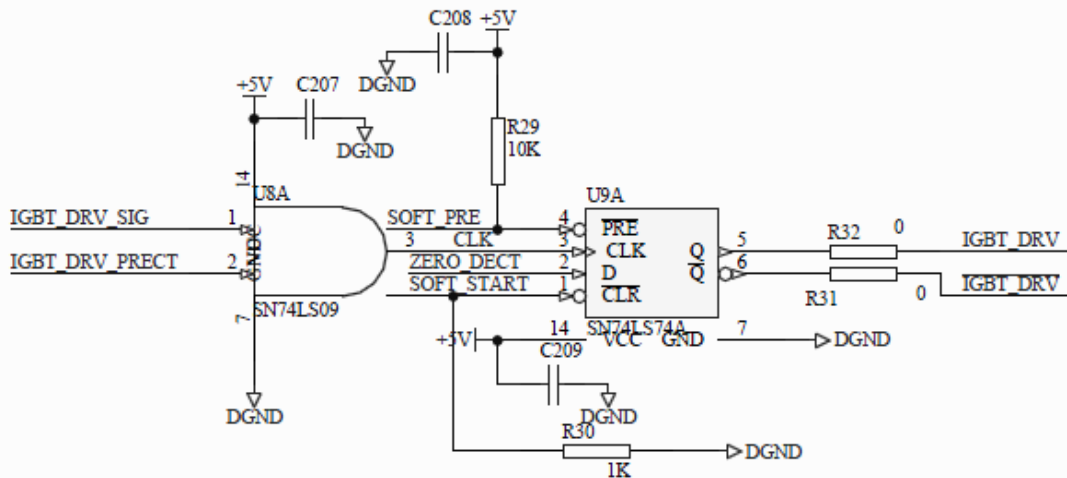 C208
+5V
DGND
+5V
C207
DGND
R29
10K
14
U8A
U9A
IGBT_DRV_SIG
1
SOFT_PRE
4
PRE
5
R32
0
IGBT_DRV
3
CLK
3
CLK
Q
IGBT_DRV_PRECT
2
ZERO_DECT
2
D
Q
6
IGBT_DRV
SOFT_START
1
CLR
R31
0
7
SN74LS09
SN74LS74A
+5V
14
VCC
GND
7
DGND
C209
DGND
DGND
R30
1K
DGND